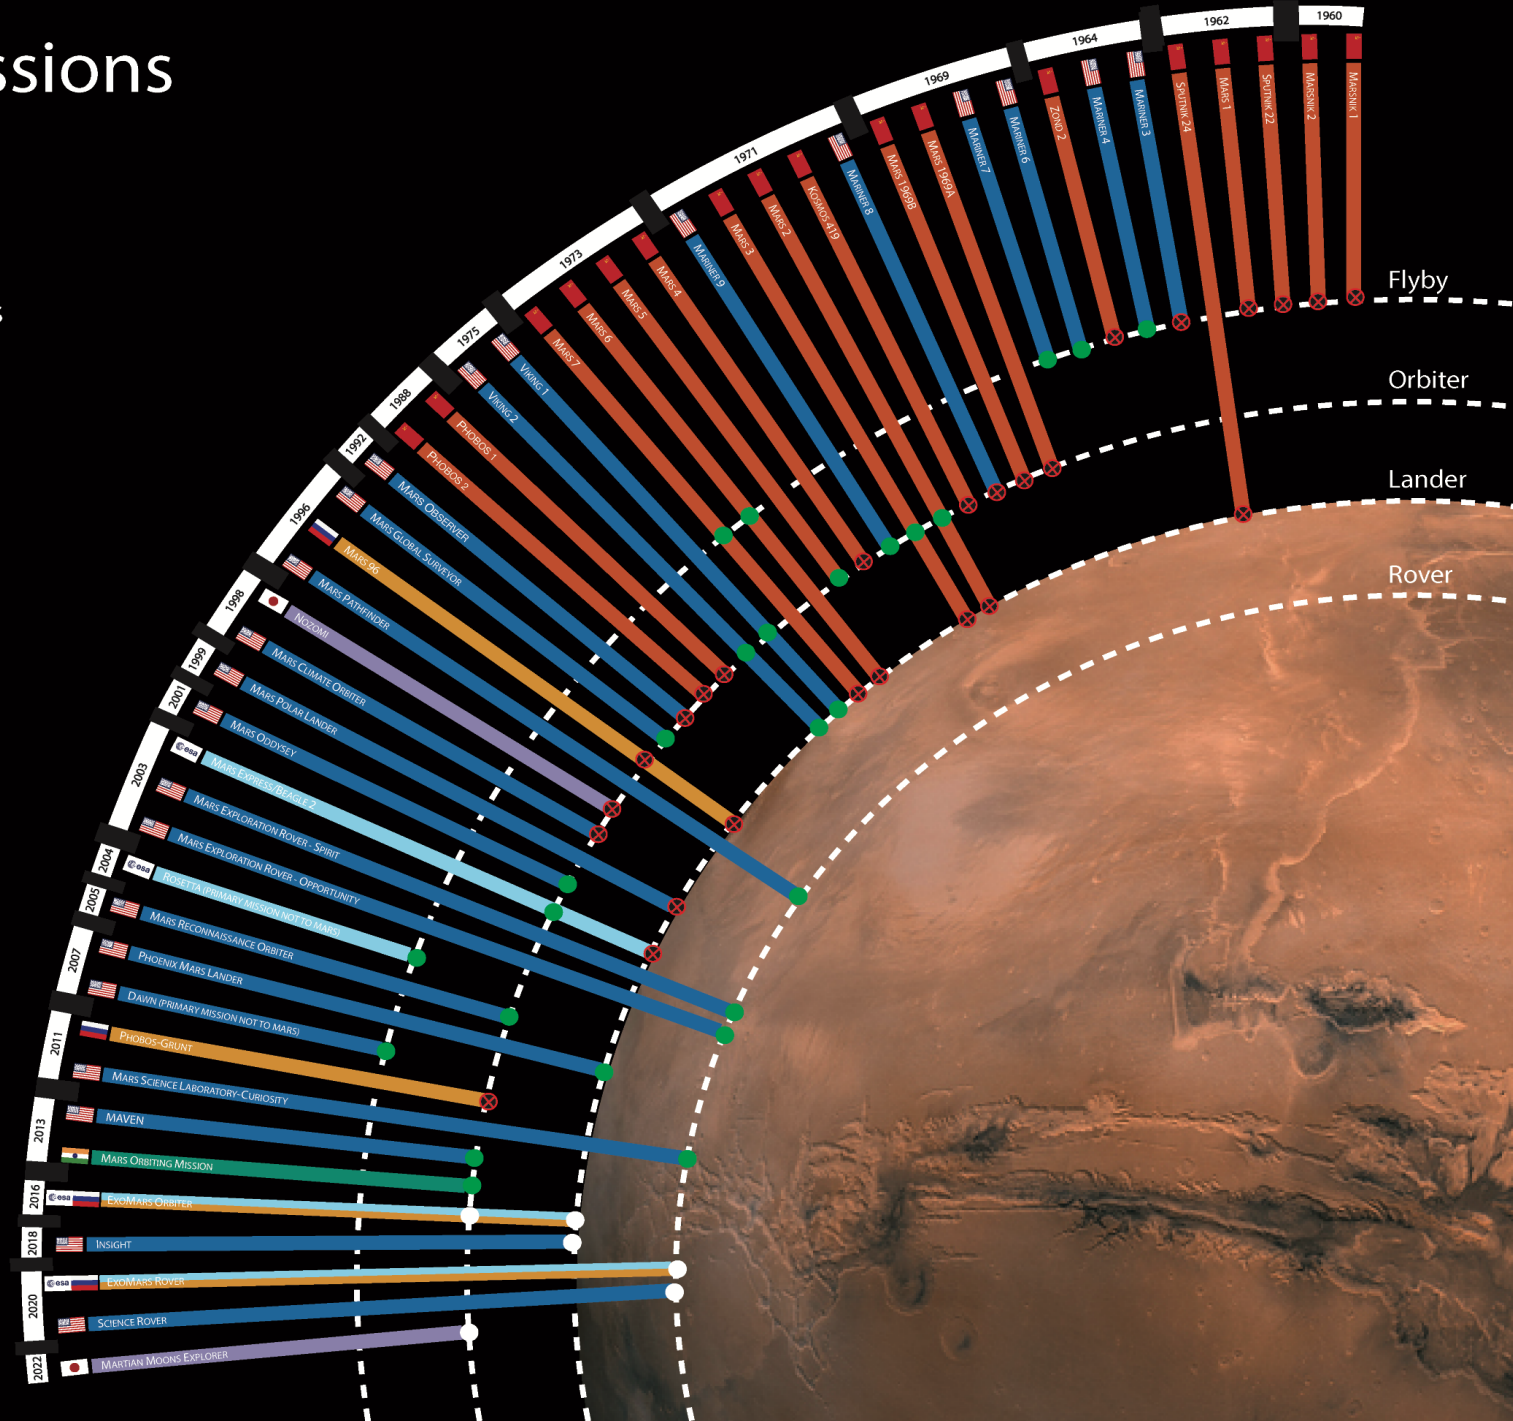 ssions
s
1960
1962
1964
1969
1971
1973
1975
1988
1992
1996
1998
1999
2001
2003
2004
2005
2007
2011
2013
2016
2018
2020
2022
Marsnik 1
Marsnik 2
Sputnik 22
Mars 1
Sputnik 24
Mariner 3
Mariner 4
Zond 2
Mariner 6
Mariner 7
Mars 1969A
Mars 1969B
Mariner 8
Kosmos 419
Mars 2
Mars 3
Mariner 9
Mars 4
Mars 5
Mars 6
Mars 7
Viking 1
Viking 2
Phobos 1
Phobos 2
Mars Observer
Mars Global Surveyor
Mars 96
Mars Pathfinder
Nozomi
Mars Climate Orbiter
Mars Polar Lander
Mars Oddysey
esa
Mars Express/Beagle 2
Mars Exploration Rover - Spirit
Mars Exploration Rover - Opportunity
esa
Rosetta (primary mission not to Mars)
Mars Reconnaissance Orbiter
Phoenix Mars Lander
Dawn (primary mission not to Mars)
Phobos-Grunt
Mars Science Laboratory-Curiosity
MAVEN
Mars Orbiting Mission
esa
ExoMars Orbiter
Insight
esa
ExoMars Rover
Science Rover
Martian Moons Explorer
Flyby
Orbiter
Lander
Rover